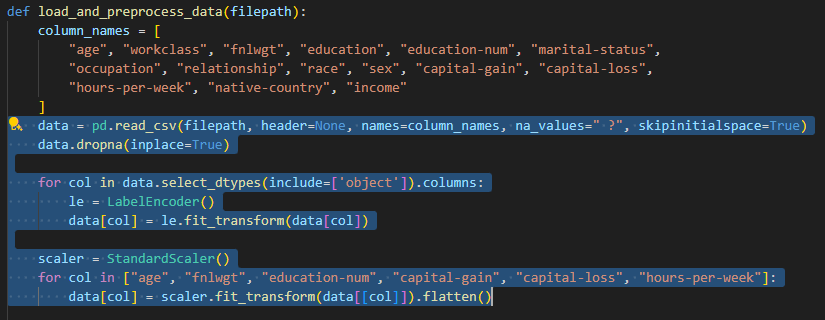 def load_and_preprocess_data(filepath):
    column_names = [
        "age", "workclass", "fnlwgt", "education", "education-num", "marital-status",
        "occupation", "relationship", "race", "sex", "capital-gain", "capital-loss",
        "hours-per-week", "native-country", "income"
    ]
    data = pd.read_csv(filepath, header=None, names=column_names, na_values=" ?", skipinitialspace=True)
    data.dropna(inplace=True)

    for col in data.select_dtypes(include=['object']).columns:
        le = LabelEncoder()
        data[col] = le.fit_transform(data[col])

    scaler = StandardScaler()
    for col in ["age", "fnlwgt", "education-num", "capital-gain", "capital-loss", "hours-per-week"]:
        data[col] = scaler.fit_transform(data[[col]]).flatten()